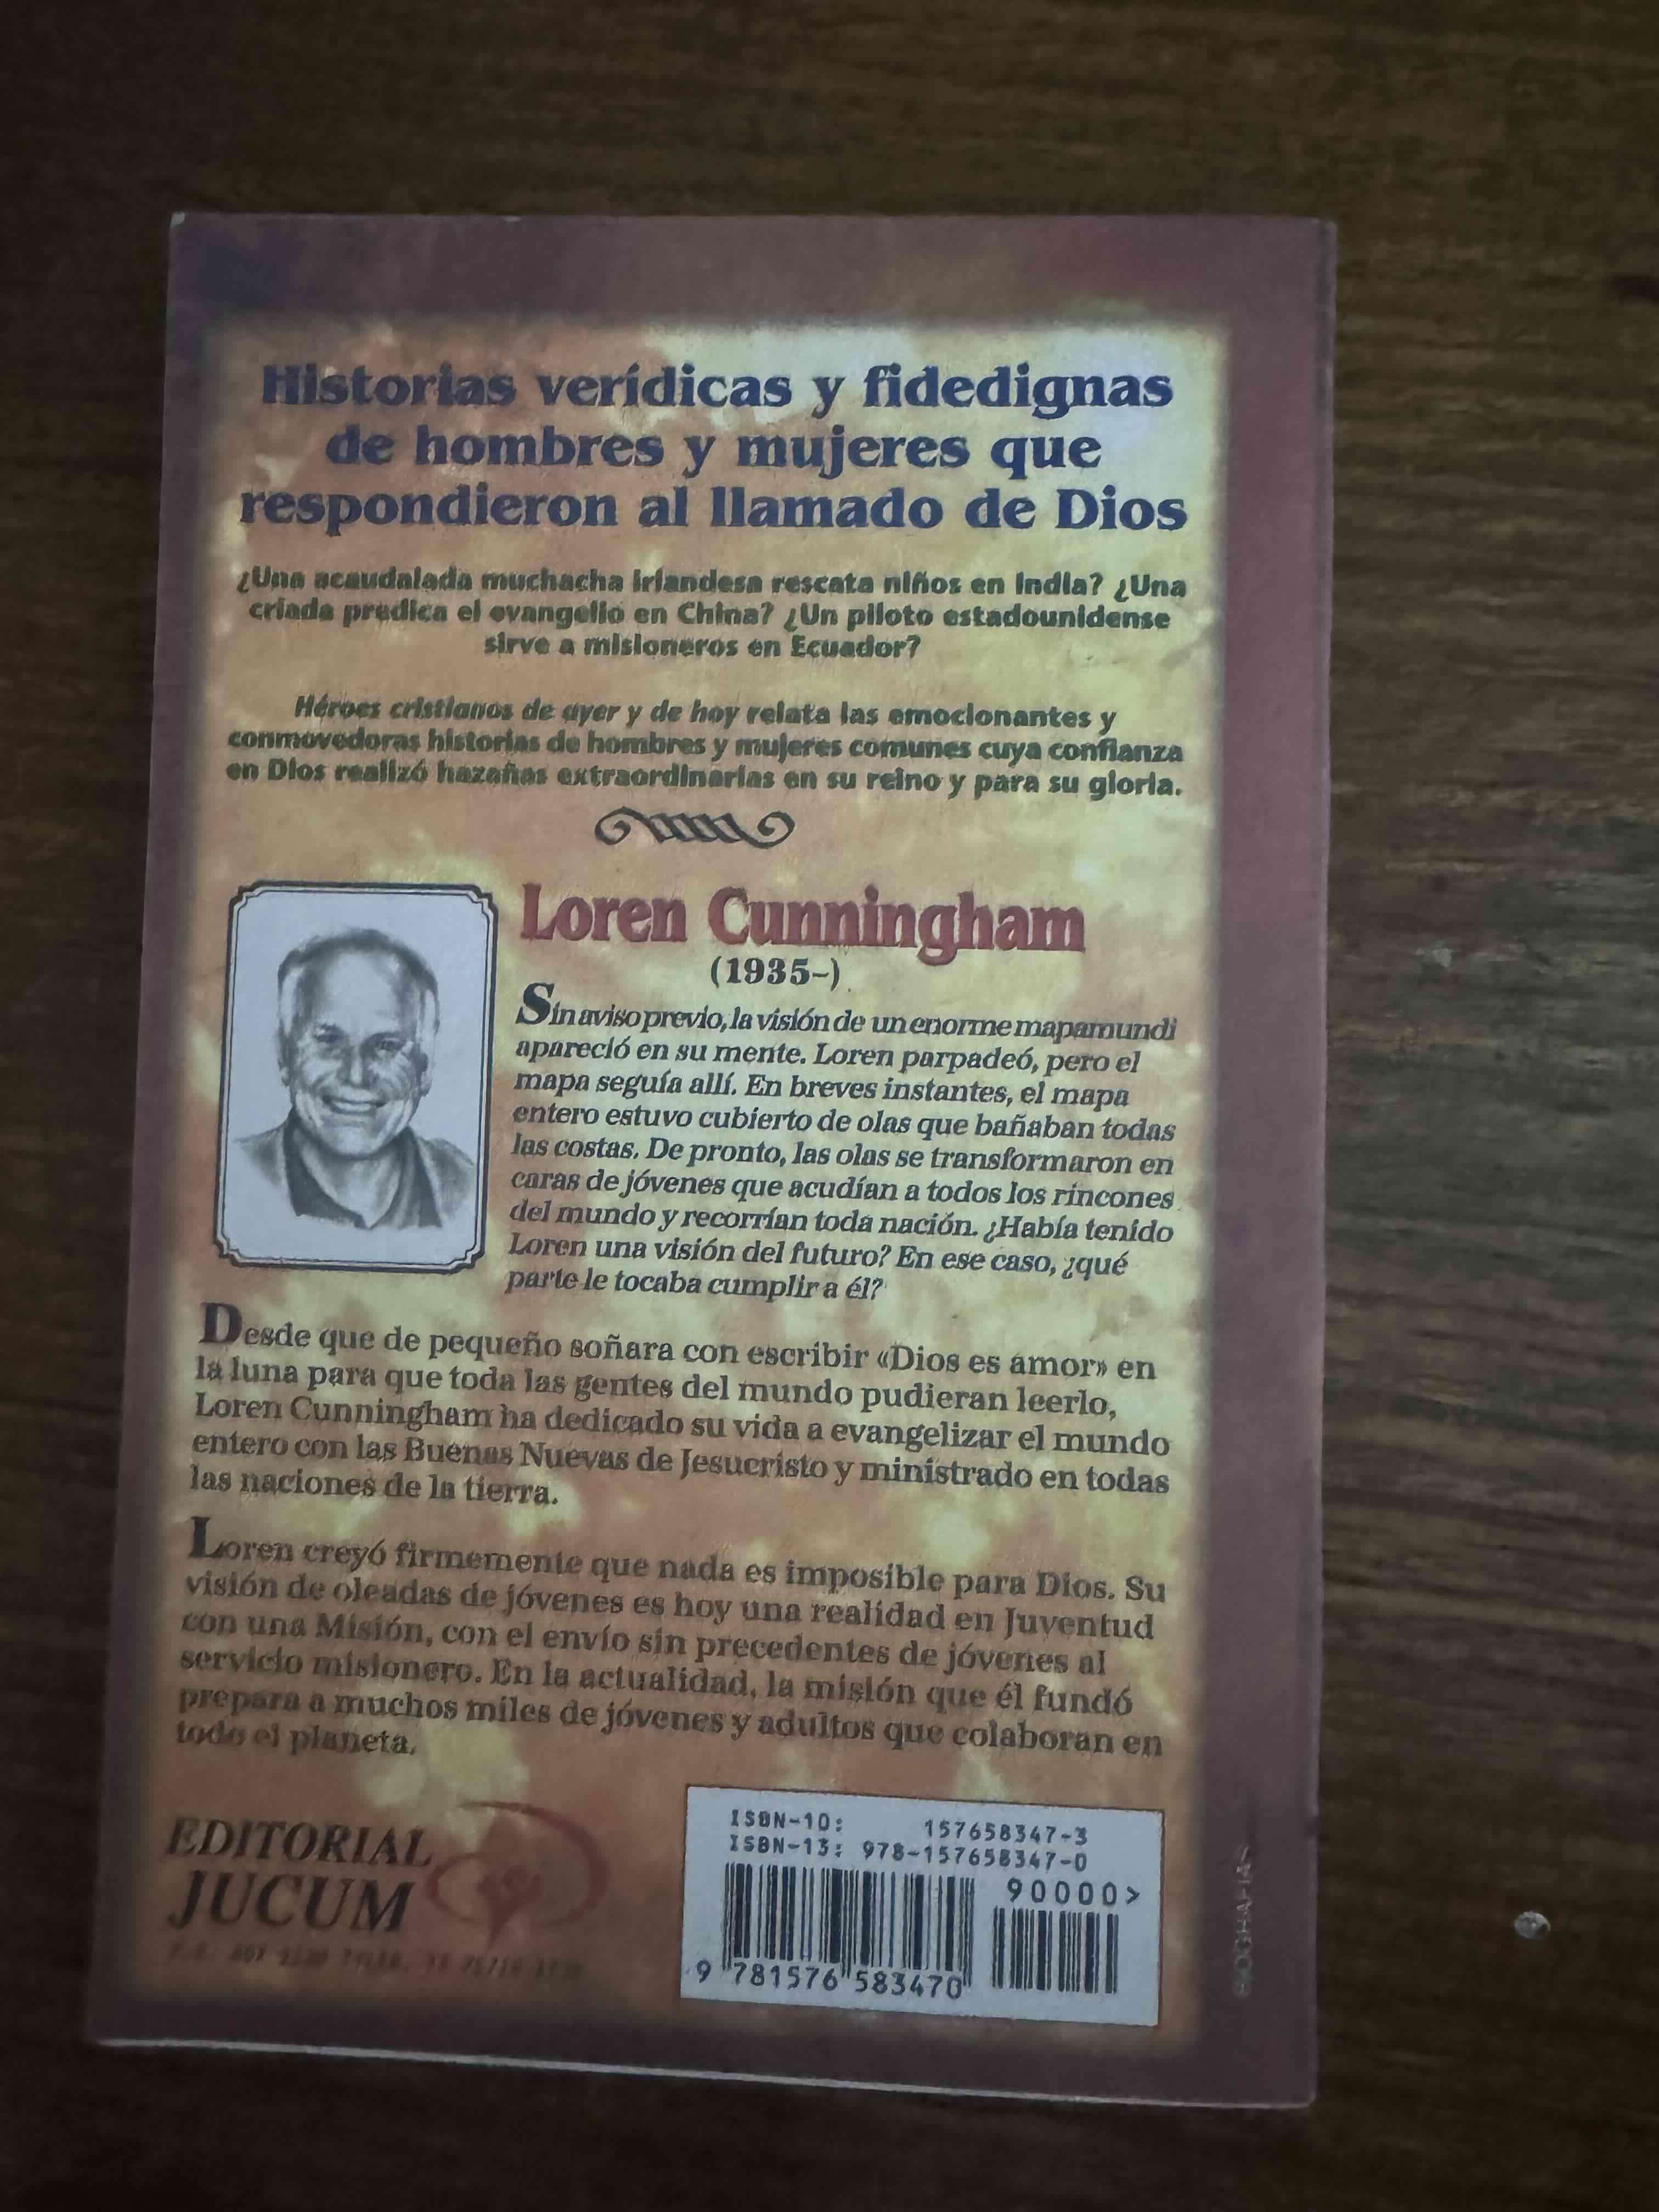 Historias verídicas y fidedignas
de hombres y mujeres que
respondieron al llamado de Dios
¿Una acaudalada muchacha irlandesa rescata niños en India? ¿Una
criada predica el evangelio en China? ¿Un piloto estadounidense
sirve a misioneros en Ecuador?
Héroes cristianos de ayer y de hoy relata las emocionantes y
conmovedoras historias de hombres y mujeres comunes cuya confianza
en Dios realizó hazañas extraordinarias en su reino y para su gloria.
Loren Cunningham
(1935-)
Sin aviso previo, la visión de un enorme mapamundi
apareció en su mente. Loren parpadeó, pero el
mapa seguía allí. En breves instantes, el mapa
entero estuvo cubierto de olas que bañaban todas
las costas. De pronto, las olas se transformaron en
caras de jóvenes que acudían a todos los rincones
del mundo y recorrían toda nación. ¿Había tenido
Loren una visión del futuro? En ese caso, ¿qué
parte le tocaba cumplir a él?
Desde que de pequeño soñara con escribir «Dios es amor» en
la luna para que toda las gentes del mundo pudieran leerlo,
Loren Cunningham ha dedicado su vida a evangelizar el mundo
entero con las Buenas Nuevas de Jesucristo y ministrado en todas
las naciones de la tierra.
Loren creyó firmemente que nada es imposible para Dios. Su
visión de oleadas de jóvenes es hoy una realidad en Juventud
con una Misión, con el envío sin precedentes de jóvenes al
servicio misionero. En la actualidad, la misión que él fundó
prepara a muchos miles de jóvenes y adultos que colaboran en
todo el planeta.
EDITORIAL
JUCUM
ISBN-10: 157658347-3
ISBN-13: 978-157658347-0
90000>
9 781576 583470
BIOGRAFIAS